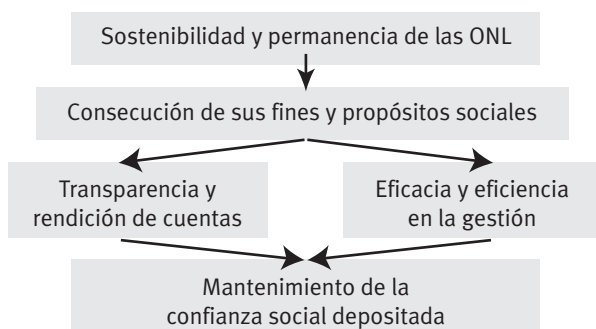 Sostenibilidad y permanencia de las ONL
Consecución de sus fines y propósitos sociales
Transparencia y
rendición de cuentas
Eficacia y eficiencia
en la gestión
Mantenimiento de la
confianza social depositada